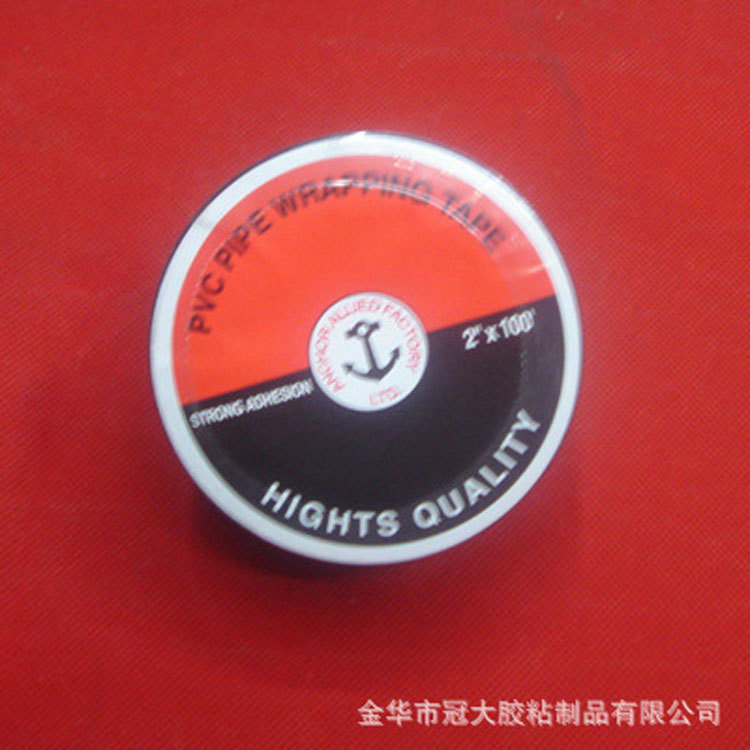 PVC PIPE WRAPPING TAPE
ANCHOR ALLIED FACTORY
LTD.
2" x 100'
STRONG ADHESION
HIGHTS QUALITY
金华市冠大胶粘制品有限公司